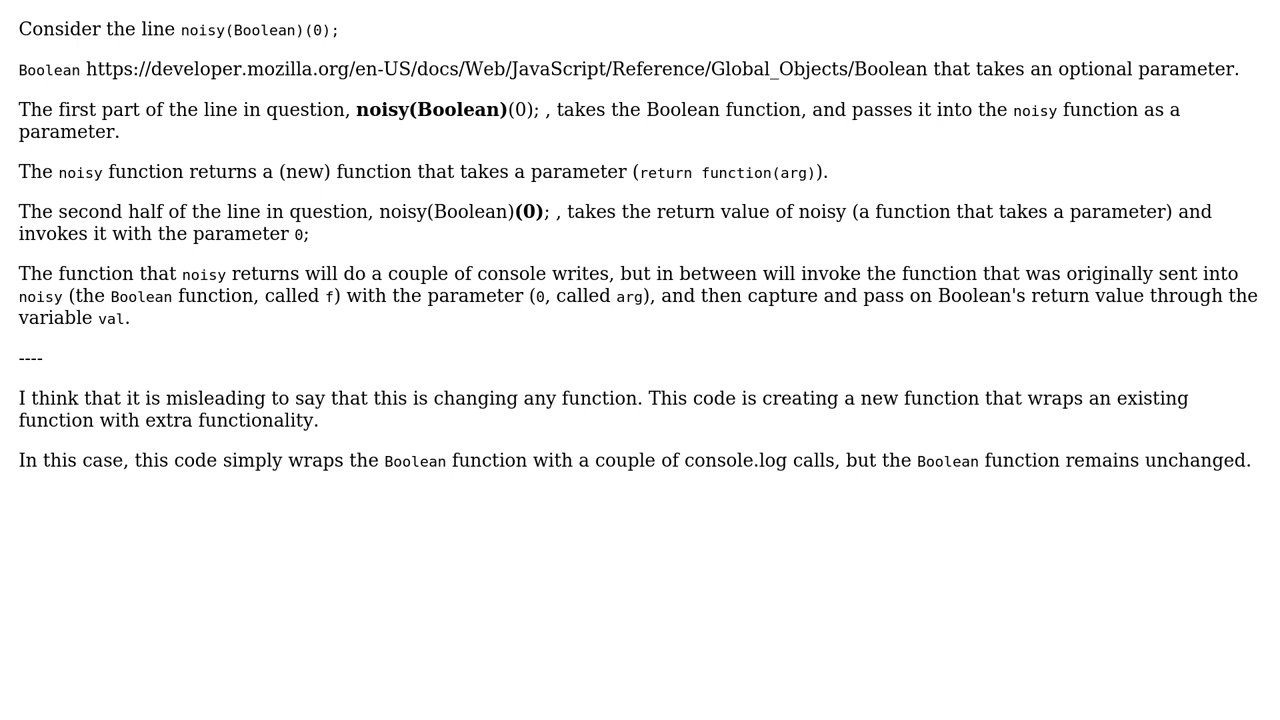 Consider the line noisy(Boolean)(0);
Boolean https://developer.mozilla.org/en-US/docs/Web/JavaScript/Reference/Global_Objects/Boolean that takes an optional parameter.
The first part of the line in question, noisy(Boolean)(0); , takes the Boolean function, and passes it into the noisy function as a
parameter.
The noisy function returns a (new) function that takes a parameter (return function(arg)).
The second half of the line in question, noisy(Boolean)(0); , takes the return value of noisy (a function that takes a parameter) and
invokes it with the parameter 0;
The function that noisy returns will do a couple of console writes, but in between will invoke the function that was originally sent into
noisy (the Boolean function, called f) with the parameter (0, called arg), and then capture and pass on Boolean's return value through the
variable val.
----
I think that it is misleading to say that this is changing any function. This code is creating a new function that wraps an existing
function with extra functionality.
In this case, this code simply wraps the Boolean function with a couple of console.log calls, but the Boolean function remains unchanged.